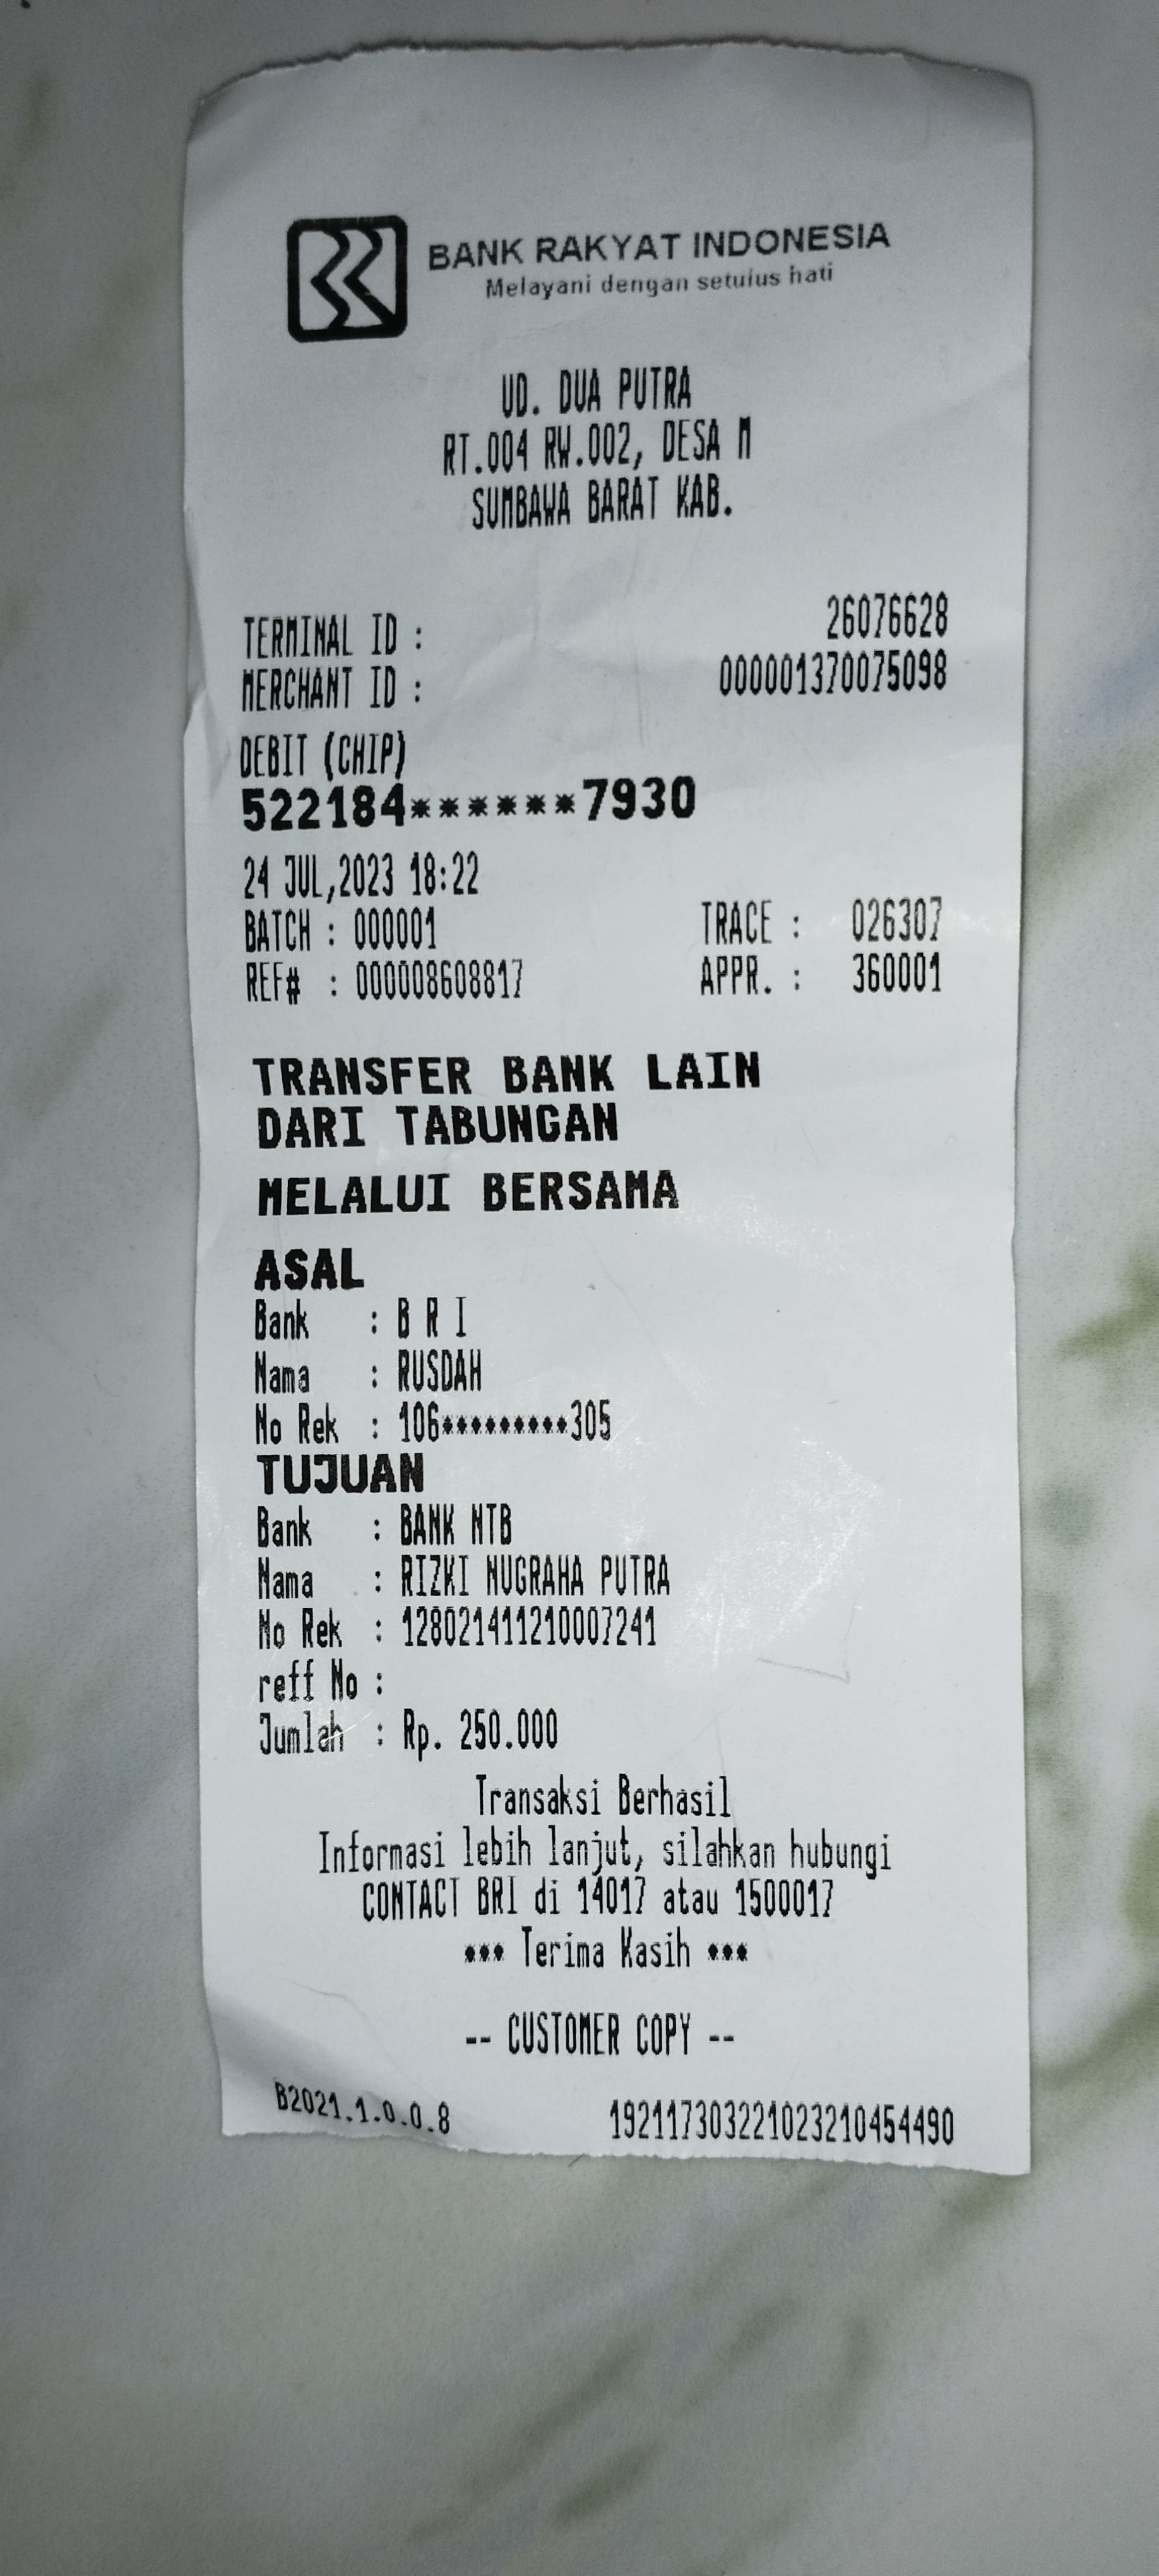 BANK RAKYAT INDONESIA
Melayani dengan setulus hati
UD. DUA PUTRA
RT.004 RW.002, DESA M
SUMBAWA BARAT KAB.
TERMINAL ID : 26076628
MERCHANT ID : 000001370075098
DEBIT (CHIP)
522184******7930
24 JUL,2023 18:22
BATCH : 000001 TRACE : 026307
REF# : 000008608817 APPR. : 360001
TRANSFER BANK LAIN
DARI TABUNGAN
MELALUI BERSAMA
ASAL
Bank : B R I
Nama : RUSDAH
No Rek : 106*********305
TUJUAN
Bank : BANK NTB
Nama : RIZKI NUGRAHA PUTRA
No Rek : 128021411210007241
reff No :
Jumlah : Rp. 250.000
Transaksi Berhasil
Informasi lebih lanjut, silahkan hubungi
CONTACT BRI di 14017 atau 1500017
*** Terima Kasih ***
-- CUSTOMER COPY --
B2021.1.0.0.8 192117303221023210454490